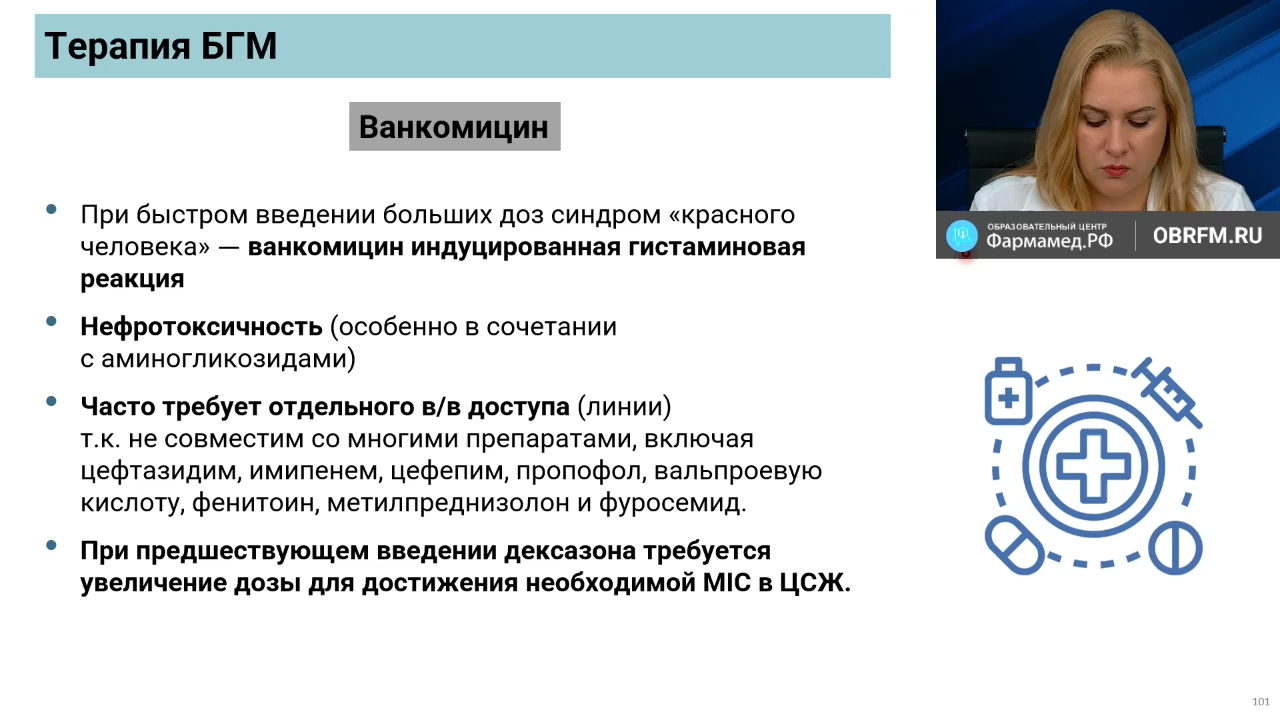 Терапия БГМ
Ванкомицин
• При быстром введении больших доз синдром «красного
человека» — ванкомицин индуцированная гистаминовая
реакция
• Нефротоксичность (особенно в сочетании
с аминогликозидами)
• Часто требует отдельного в/в доступа (линии)
т.к. не совместим со многими препаратами, включая
цефтазидим, имипенем, цефепим, пропофол, вальпроевую
кислоту, фенитоин, метилпреднизолон и фуросемид.
• При предшествующем введении дексазона требуется
увеличение дозы для достижения необходимой MIC в ЦСЖ.
ОБРАЗОВАТЕЛЬНЫЙ ЦЕНТР
Фармамед.РФ
OBRFM.RU
101